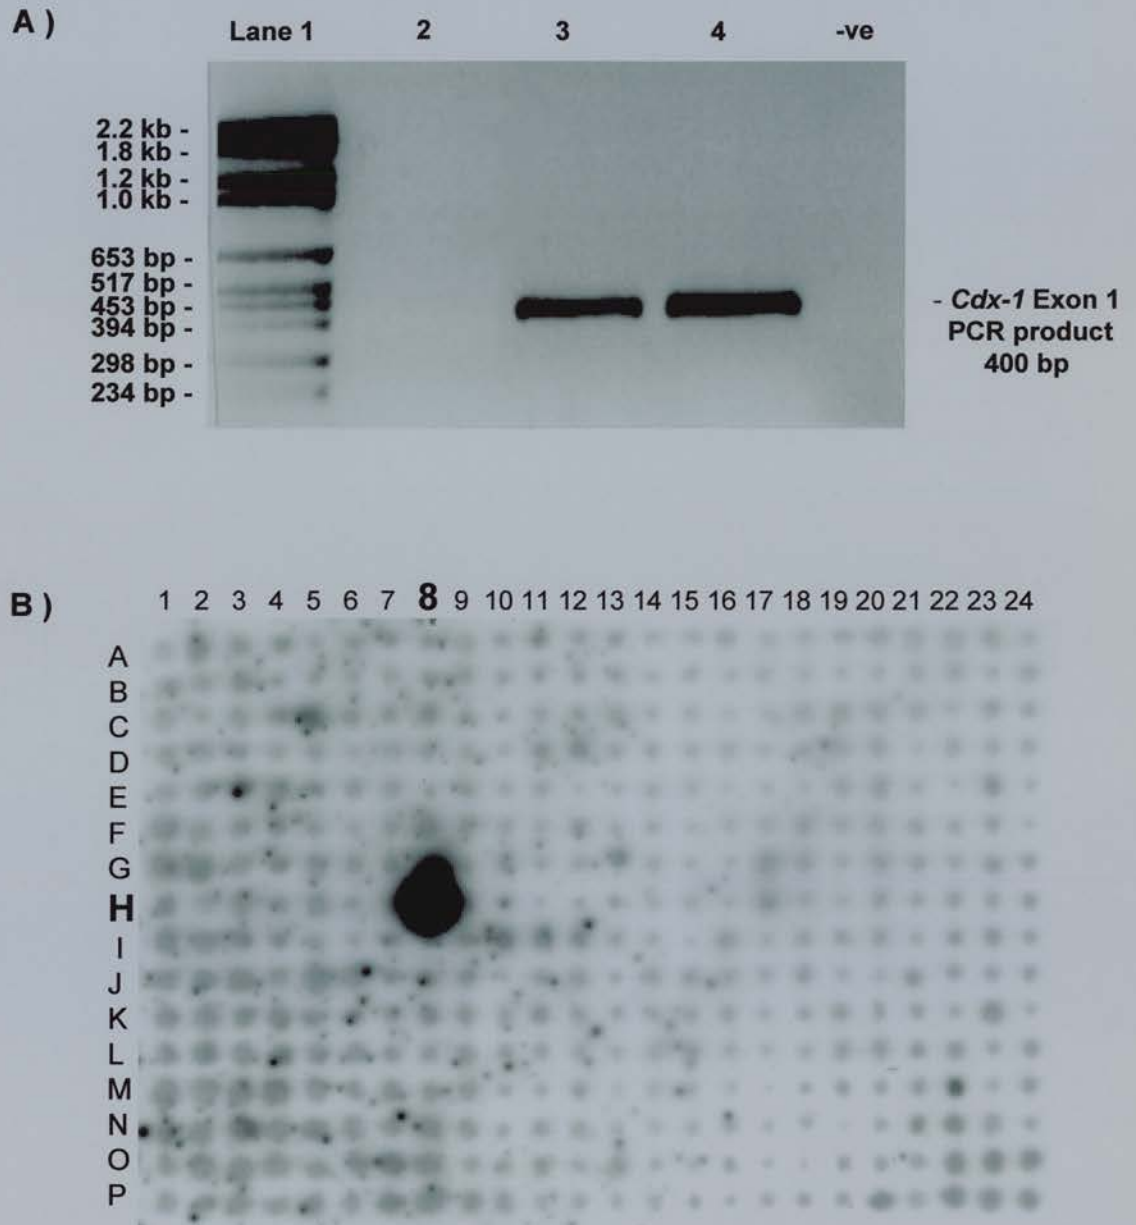 A )
Lane 1 2 3 4 -ve
2.2 kb -
1.8 kb -
1.2 kb -
1.0 kb -
653 bp -
517 bp -
453 bp -
394 bp -
298 bp -
234 bp -
- Cdx-1 Exon 1
PCR product
400 bp
B )
1 2 3 4 5 6 7 8 9 10 11 12 13 14 15 16 17 18 19 20 21 22 23 24
A
B
C
D
E
F
G
H
I
J
K
L
M
N
O
P